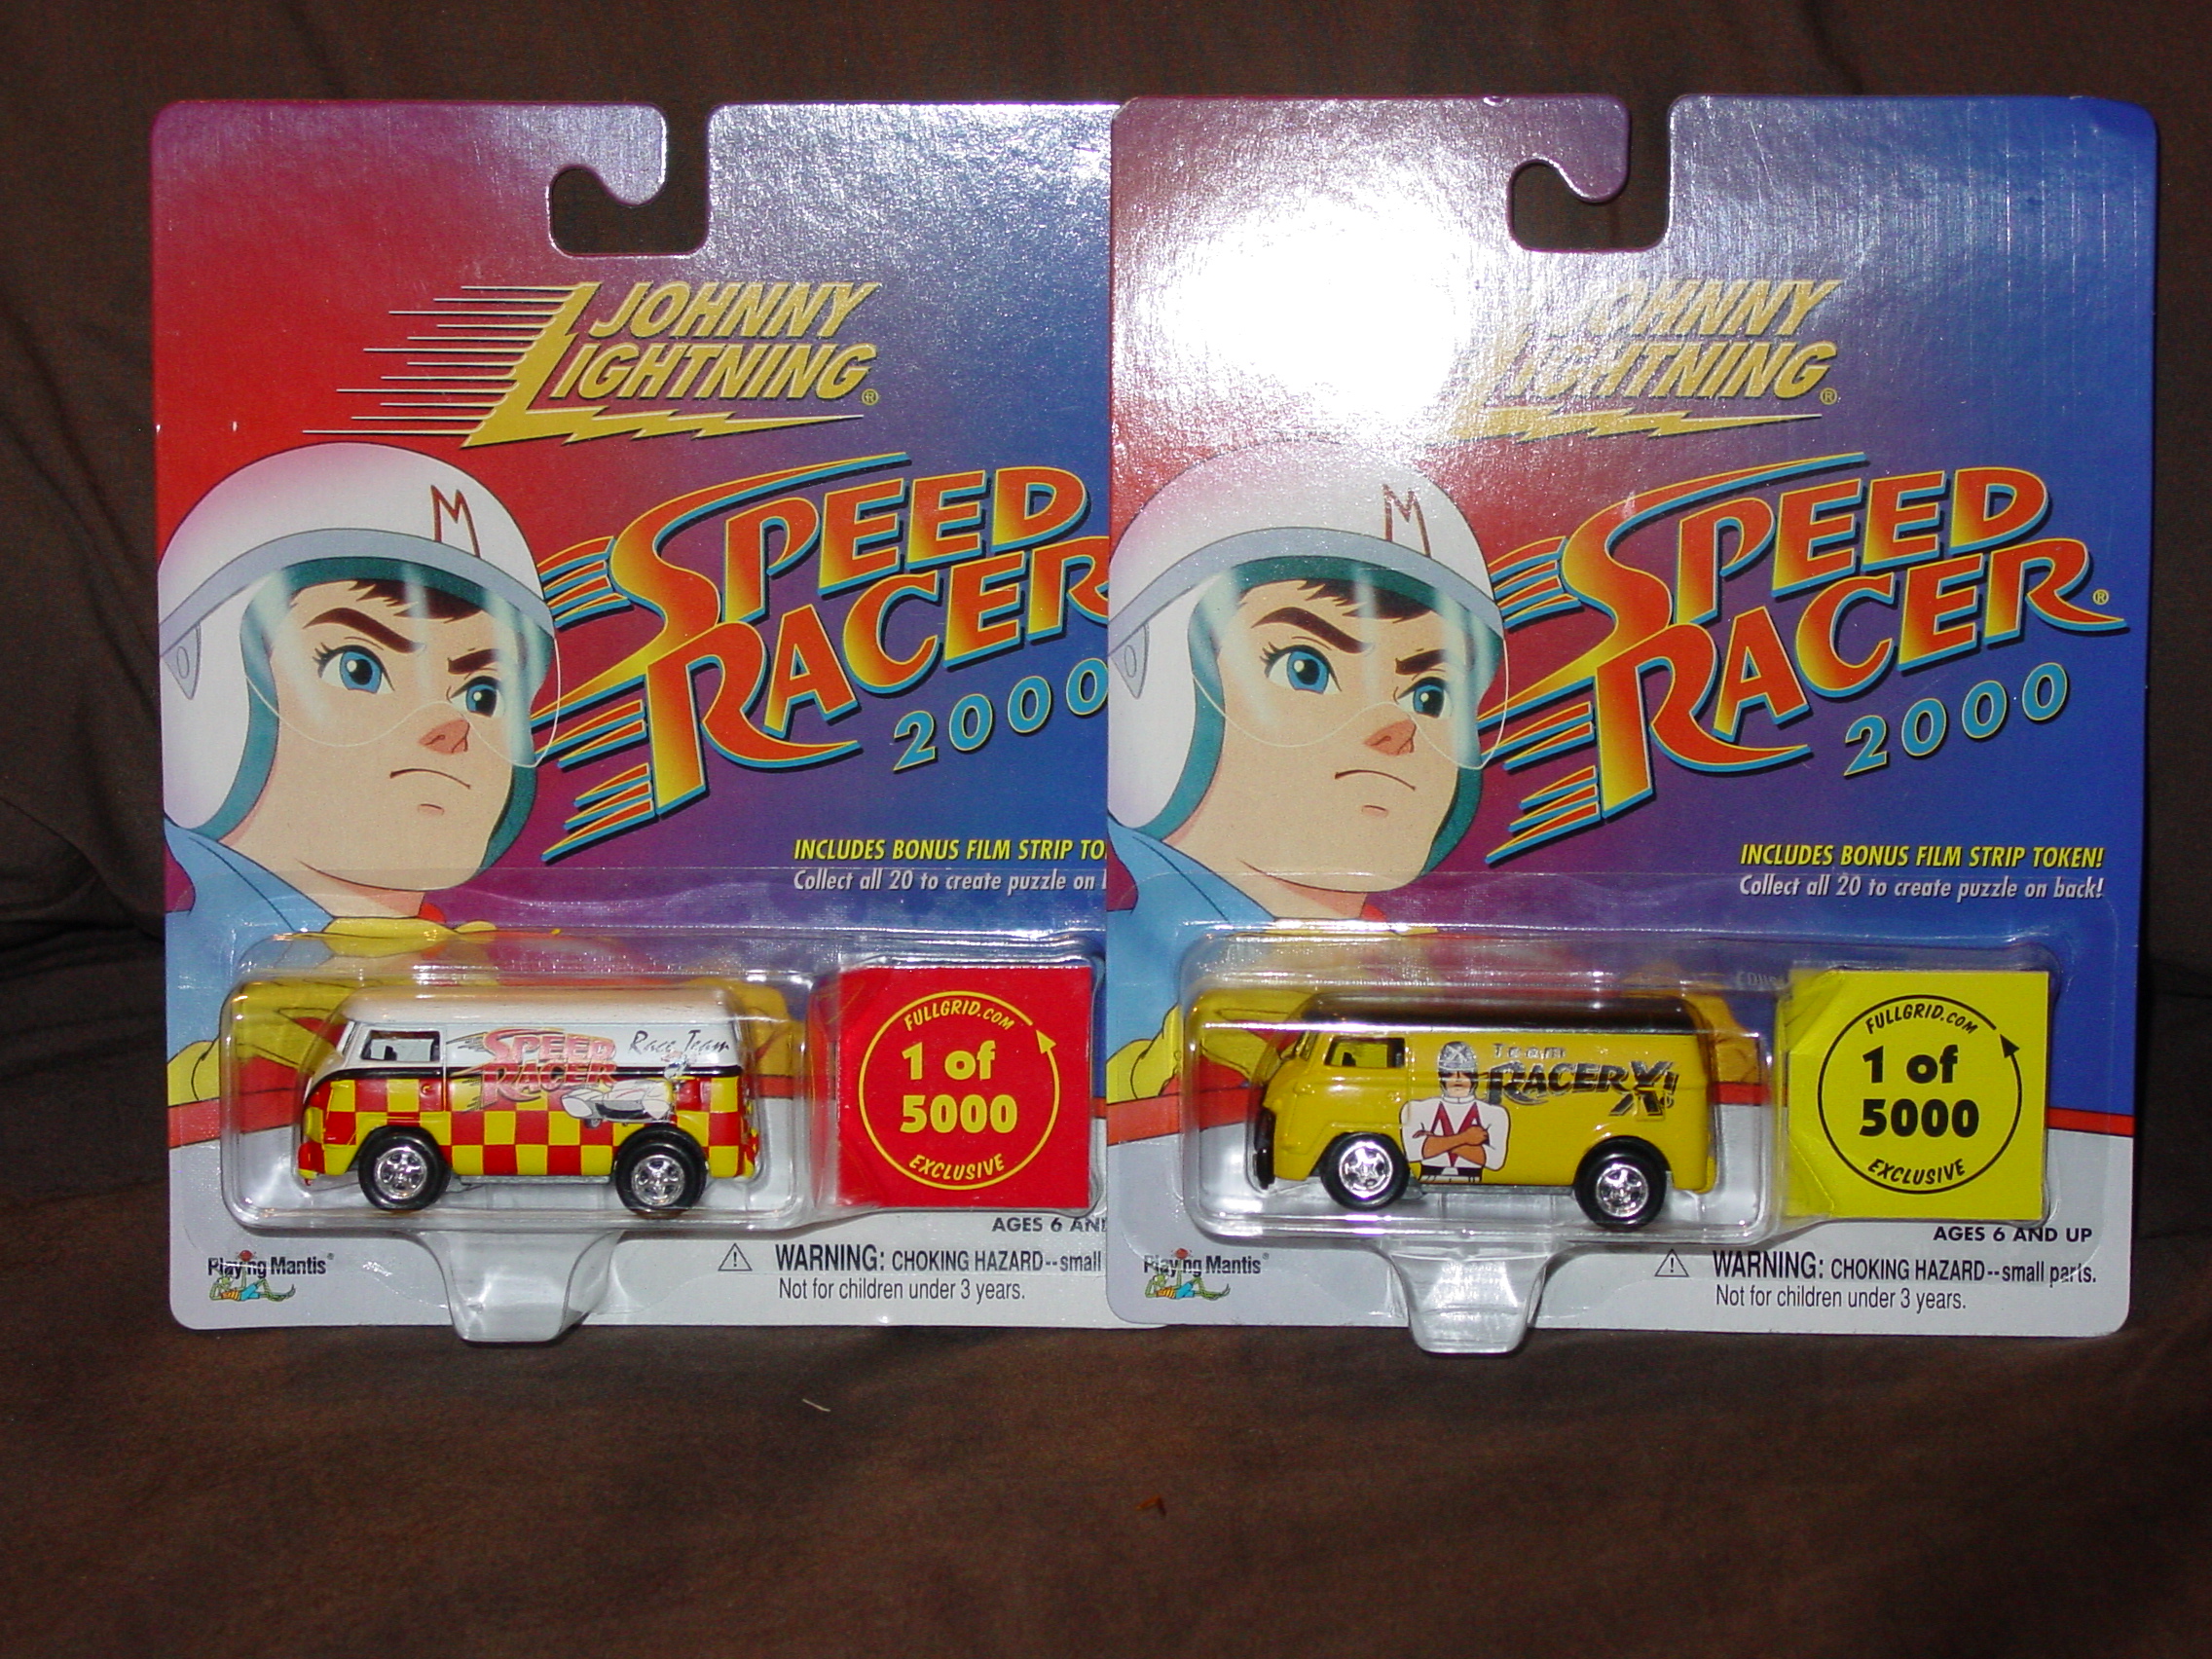 JOHNNY
LIGHTNING®
M
SPEED
RACER
2000
INCLUDES BONUS FILM STRIP TO
Collect all 20 to create puzzle on
SPEED
RACER
Race Team
FULLGRID.COM
1 of
5000
EXCLUSIVE
AGES 6 AN
Playing Mantis®
WARNING: CHOKING HAZARD--small
Not for children under 3 years.
JOHNNY
LIGHTNING®
M
SPEED
RACER®
2000
INCLUDES BONUS FILM STRIP TOKEN!
Collect all 20 to create puzzle on back!
Team
RACER X
M
FULLGRID.COM
1 of
5000
EXCLUSIVE
AGES 6 AND UP
Playing Mantis®
WARNING: CHOKING HAZARD--small parts.
Not for children under 3 years.